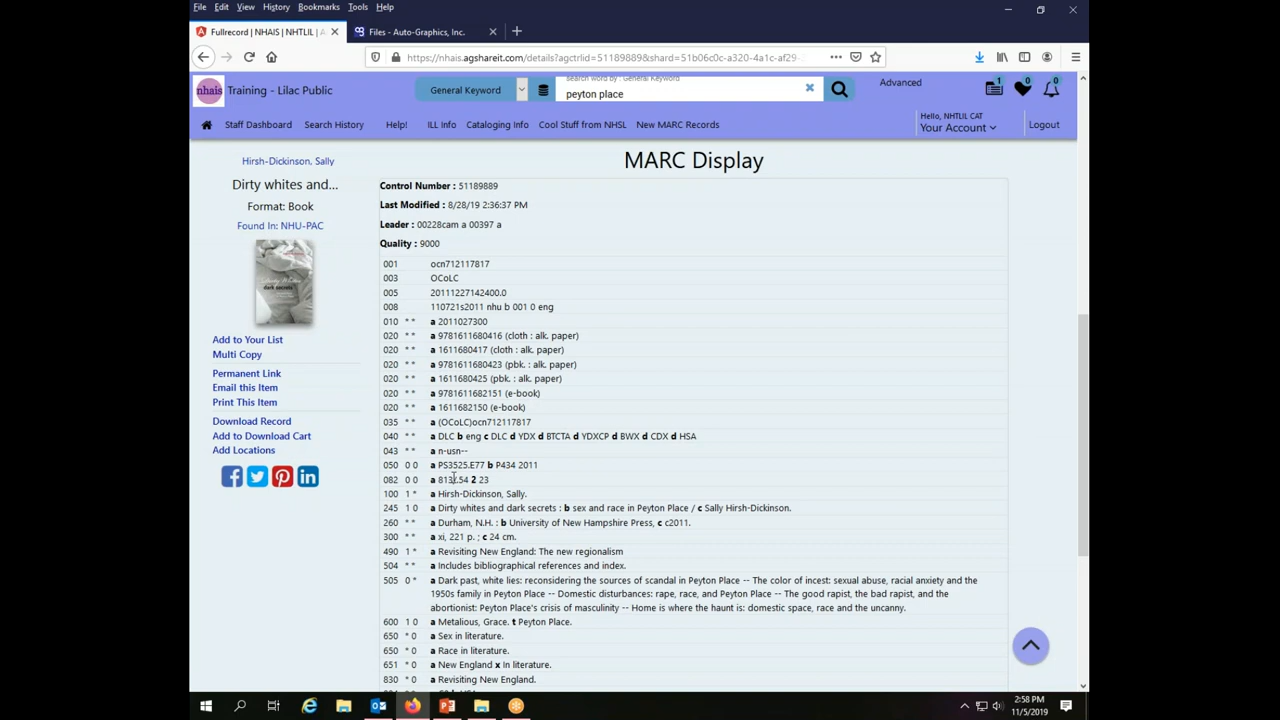 File Edit View History Bookmarks Tools Help
Fullrecord | NHAIS | NHTLIL | A
Files - Auto-Graphics, Inc.
https://nhais.agshareit.com/details?agctrlid=51189889&shard=51b06c0c-a320-4a1c-af29-
nhais Training - Lilac Public
General Keyword
search word by : General Keyword
peyton place
Advanced
1 0 0
Staff Dashboard Search History Help! ILL Info Cataloging Info Cool Stuff from NHSL New MARC Records
Hello, NHTLIL CAT
Your Account
Logout
Hirsh-Dickinson, Sally
Dirty whites and...
Format: Book
Found In: NHU-PAC
Add to Your List
Multi Copy
Permanent Link
Email this Item
Print This Item
Download Record
Add to Download Cart
Add Locations
MARC Display
Control Number : 51189889
Last Modified : 8/28/19 2:36:37 PM
Leader : 00228cam a 00397 a
Quality : 9000
001 ocn712117817
003 OCoLC
005 20111227142400.0
008 110721s2011 nhu b 001 0 eng
010 * * a 2011027300
020 * * a 9781611680416 (cloth : alk. paper)
020 * * a 1611680417 (cloth : alk. paper)
020 * * a 9781611680423 (pbk. : alk. paper)
020 * * a 1611680425 (pbk. : alk. paper)
020 * * a 9781611682151 (e-book)
020 * * a 1611682150 (e-book)
035 * * a (OCoLC)ocn712117817
040 * * a DLC b eng c DLC d YDX d BTCTA d YDXCP d BWX d CDX d HSA
043 * * a n-usn--
050 0 0 a PS3525.E77 b P434 2011
082 0 0 a 813/.54 2 23
100 1 * a Hirsh-Dickinson, Sally.
245 1 0 a Dirty whites and dark secrets : b sex and race in Peyton Place / c Sally Hirsh-Dickinson.
260 * * a Durham, N.H. : b University of New Hampshire Press, c c2011.
300 * * a xi, 221 p. ; c 24 cm.
490 1 * a Revisiting New England: The new regionalism
504 * * a Includes bibliographical references and index.
505 0 * a Dark past, white lies: reconsidering the sources of scandal in Peyton Place -- The color of incest: sexual abuse, racial anxiety and the
1950s family in Peyton Place -- Domestic disturbances: rape, race, and Peyton Place -- The good rapist, the bad rapist, and the
abortionist: Peyton Place's crisis of masculinity -- Home is where the haunt is: domestic space, race and the uncanny.
600 1 0 a Metalious, Grace. t Peyton Place.
650 * 0 a Sex in literature.
650 * 0 a Race in literature.
651 * 0 a New England x In literature.
830 * 0 a Revisiting New England.
2:58 PM
11/5/2019